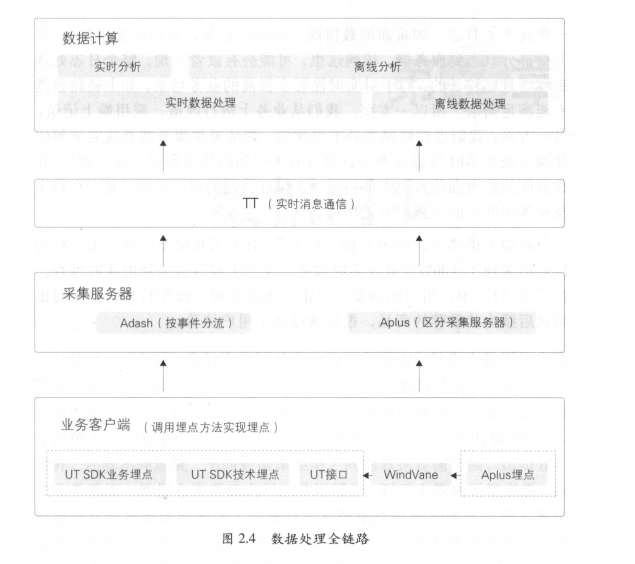 数据计算
实时分析 离线分析
实时数据处理 离线数据处理
TT（实时消息通信）
采集服务器
Adash（按事件分流） Aplus（区分采集服务器）
业务客户端 （调用埋点方法实现埋点）
UT SDK业务埋点 UT SDK技术埋点 UT接口 WindVane Aplus埋点
图 2.4 数据处理全链路